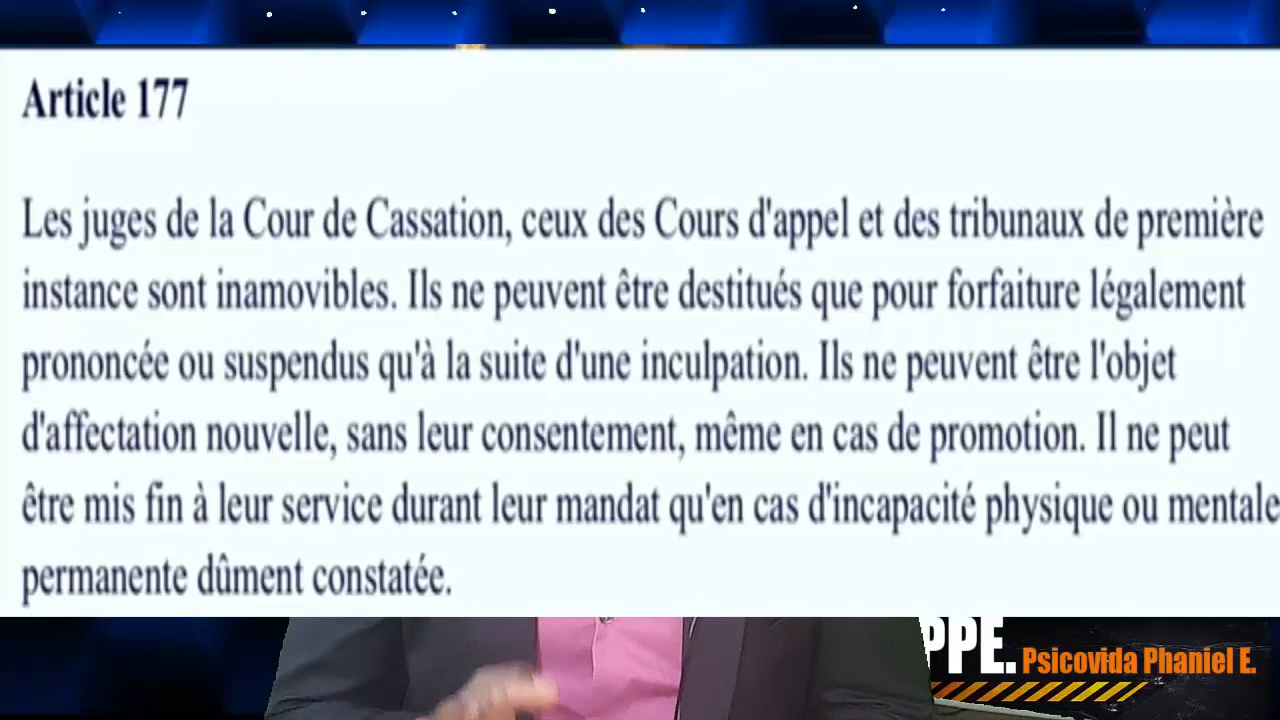 Article 177
Les juges de la Cour de Cassation, ceux des Cours d'appel et des tribunaux de première
instance sont inamovibles. Ils ne peuvent être destitués que pour forfaiture légalement
prononcée ou suspendus qu'à la suite d'une inculpation. Ils ne peuvent être l'objet
d'affectation nouvelle, sans leur consentement, même en cas de promotion. Il ne peut
être mis fin à leur service durant leur mandat qu'en cas d'incapacité physique ou mentale
permanente dûment constatée.
PPE. Psicovida Phaniel E.